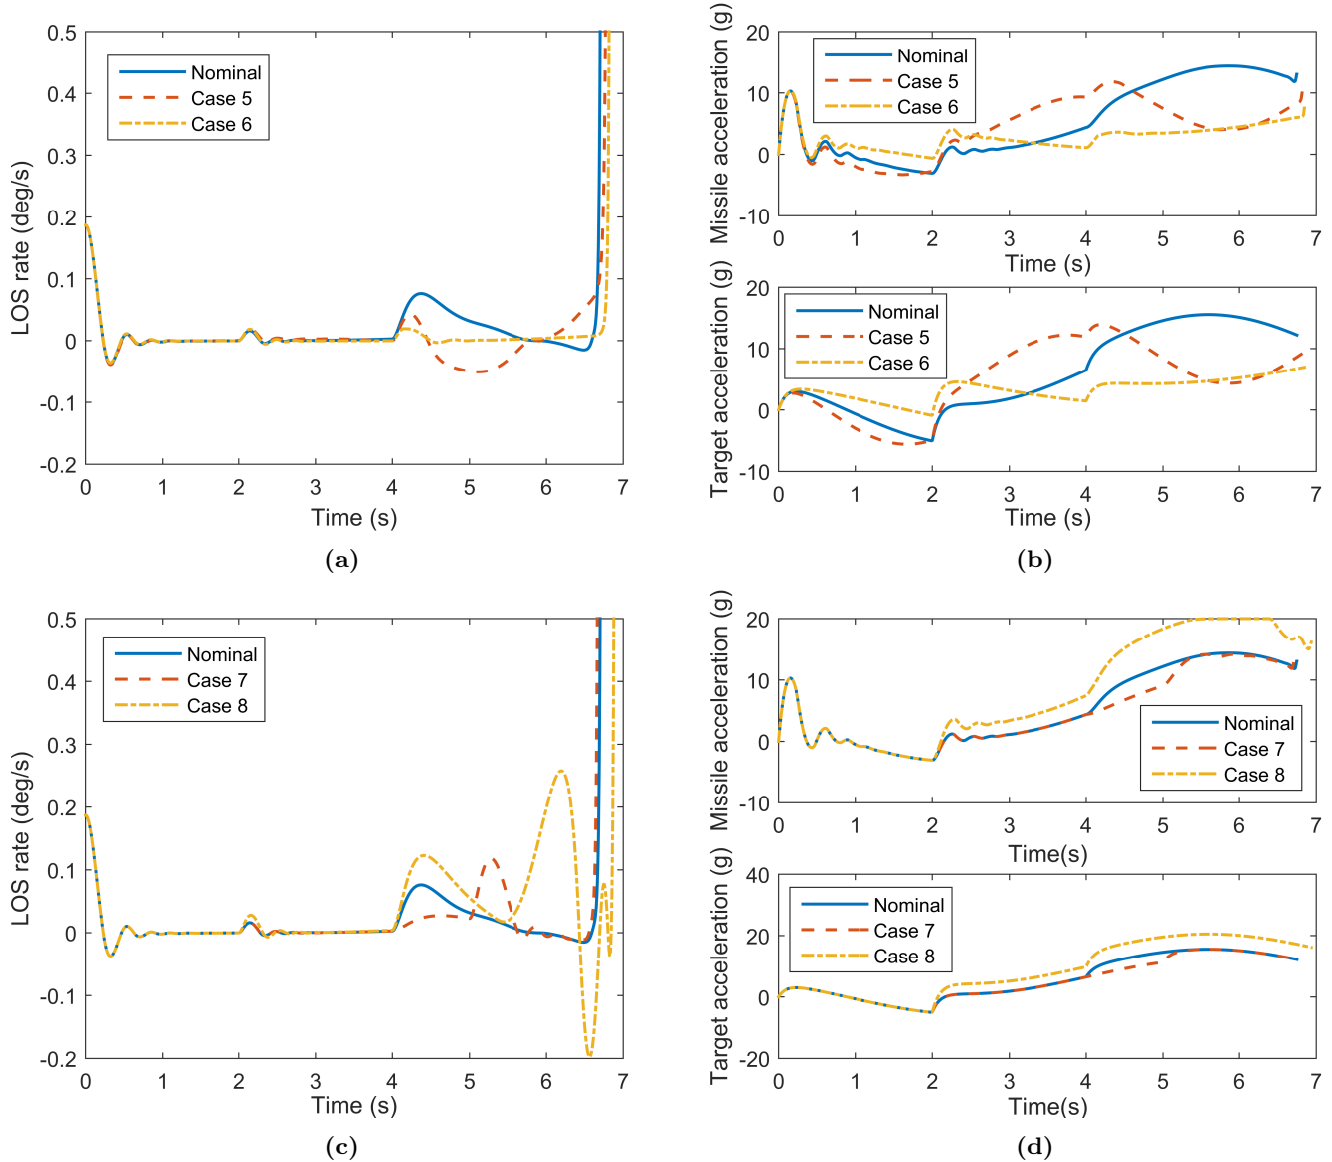 0.5
0.4
0.3
0.2
0.1
0
-0.1
-0.2
LOS rate (deg/s)
Nominal
Case 5
Case 6
0 1 2 3 4 5 6 7
Time (s)
(a)
20
10
0
-10
Missile acceleration (g)
Nominal
Case 5
Case 6
0 1 2 3 4 5 6 7
Time (s)
20
10
0
-10
Target acceleration (g)
Nominal
Case 5
Case 6
0 1 2 3 4 5 6 7
Time (s)
(b)
0.5
0.4
0.3
0.2
0.1
0
-0.1
-0.2
LOS rate (deg/s)
Nominal
Case 7
Case 8
0 1 2 3 4 5 6 7
Time (s)
(c)
20
10
0
-10
Missile acceleration (g)
Nominal
Case 7
Case 8
0 1 2 3 4 5 6 7
Time(s)
40
20
0
-20
Target acceleration (g)
Nominal
Case 7
Case 8
0 1 2 3 4 5 6 7
Time(s)
(d)